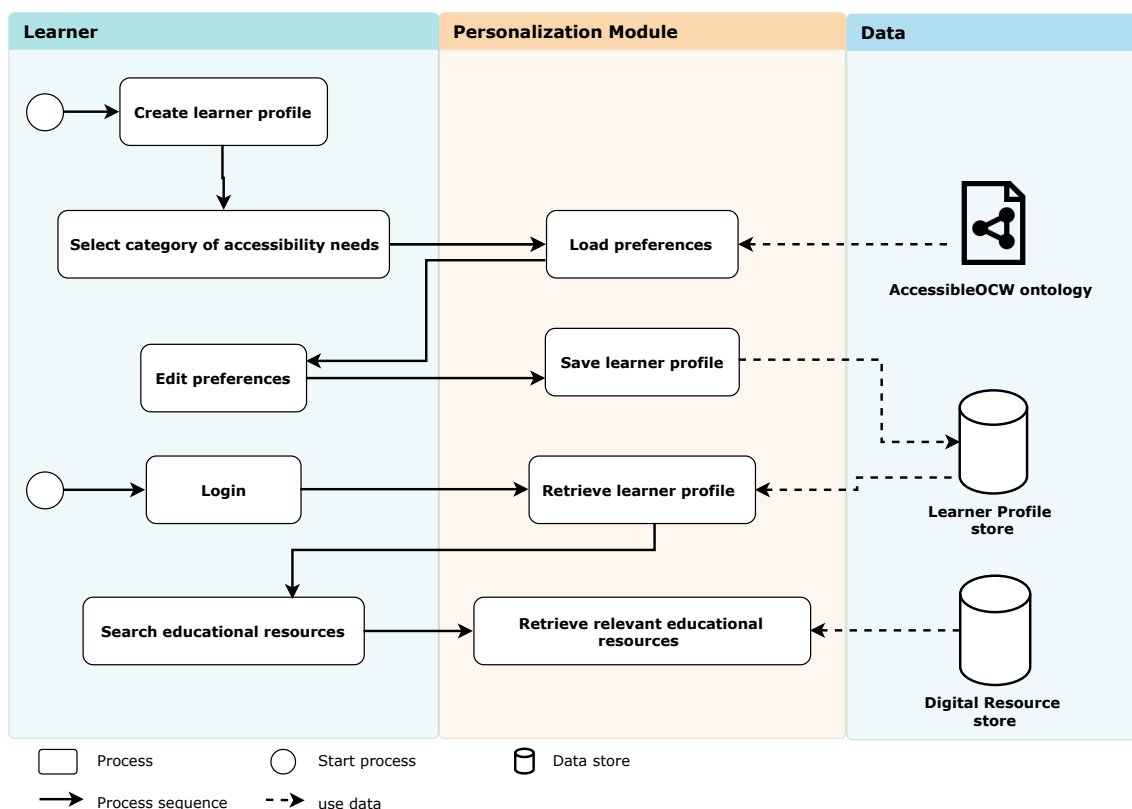 Learner
Personalization Module
Data
Create learner profile
Select category of accessibility needs
Load preferences
AccessibleOCW ontology
Edit preferences
Save learner profile
Login
Retrieve learner profile
Learner Profile
store
Search educational resources
Retrieve relevant educational
resources
Digital Resource
store
Process
Start process
Data store
Process sequence
use data